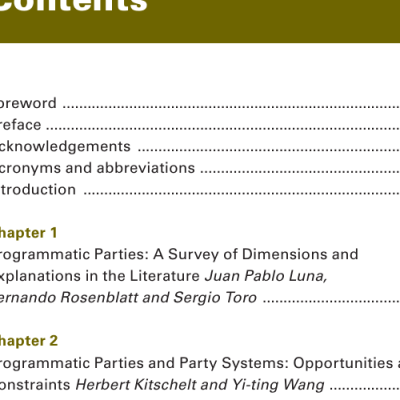 Contents
oreword ................................................................................
reface ....................................................................................
cknowledgements ..............................................................
cronyms and abbreviations ...............................................
troduction ...........................................................................
hapter 1
rogrammatic Parties: A Survey of Dimensions and
xplanations in the Literature Juan Pablo Luna,
ernando Rosenblatt and Sergio Toro .................................
hapter 2
rogrammatic Parties and Party Systems: Opportunities a
onstraints Herbert Kitschelt and Yi-ting Wang .................